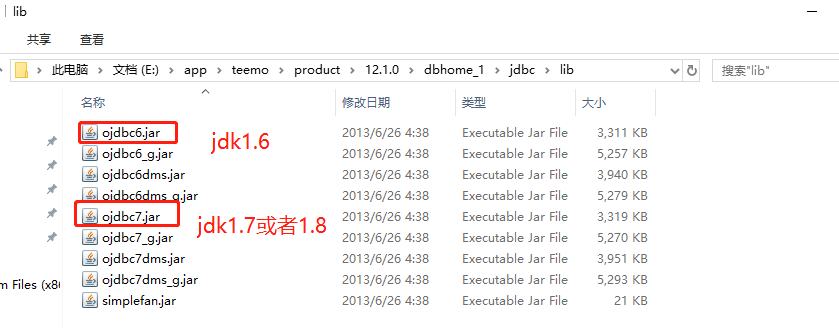 lib
共享 查看
此电脑 > 文档 (E:) > app > teemo > product > 12.1.0 > dbhome_1 > jdbc > lib
搜索"lib"
名称 修改日期 类型 大小
ojdbc6.jar 2013/6/26 4:38 Executable Jar File 3,311 KB
jdk1.6
ojdbc6_g.jar 2013/6/26 4:38 Executable Jar File 5,257 KB
ojdbc6dms.jar 2013/6/26 4:38 Executable Jar File 3,940 KB
ojdbc6dms_g.jar 2013/6/26 4:38 Executable Jar File 5,279 KB
ojdbc7.jar 2013/6/26 4:38 Executable Jar File 3,319 KB
jdk1.7或者1.8
ojdbc7_g.jar 2013/6/26 4:38 Executable Jar File 5,270 KB
ojdbc7dms.jar 2013/6/26 4:38 Executable Jar File 3,951 KB
ojdbc7dms_g.jar 2013/6/26 4:38 Executable Jar File 5,293 KB
m Files (x86
simplefan.jar 2013/6/26 4:38 Executable Jar File 21 KB